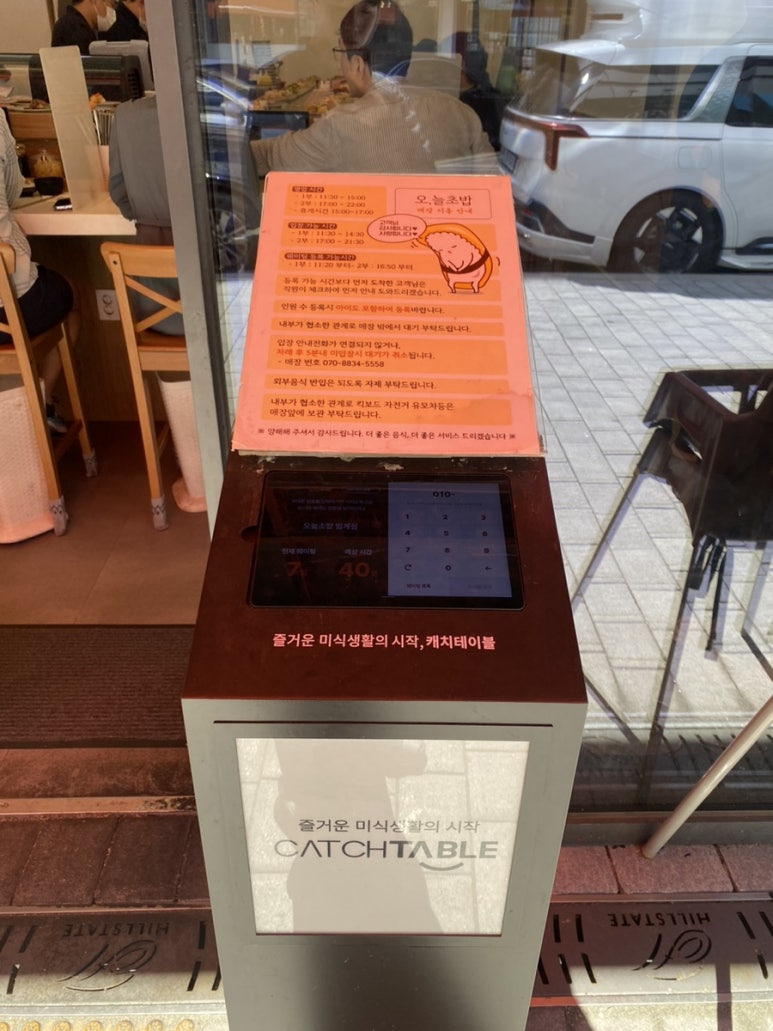 영업 시간
- 1부 : 11:30 ~ 15:00
- 2부 : 17:00 ~ 22:00
- 휴게시간 15:00~17:00
오,늘초밥
매장 이용 안내
고객님
감사합니다♥
사랑합니다♥
입장 가능 시간
- 1부 : 11:30 ~ 14:30
- 2부 : 17:00 ~ 21:30
웨이팅 등록 가능시간
- 1부 : 11:20 부터~ 2부 : 16:50 부터
등록 가능 시간보다 먼저 도착한 고객님은
직원이 체크하여 먼저 안내 도와드리겠습니다.
인원 수 등록시 아이도 포함하여 등록바랍니다.
내부가 협소한 관계로 매장 밖에서 대기 부탁드립니다.
입장 안내전화가 연결되지 않거나,
차례 후 5분내 미입장시 대기가 취소됩니다.
- 매장 번호 070-8834-5558
외부음식 반입은 되도록 자제 부탁드립니다.
내부가 협소한 관계로 킥보드 자전거 유모차등은
매장앞에 보관 부탁드립니다.
※ 양해해 주셔서 감사드립니다. 더 좋은 음식, 더 좋은 서비스 드리겠습니다 ※
오늘초밥 범계점
현재 웨이팅
예상 시간
7
40
010-
1 2 3
4 5 6
7 8 9
0
웨이팅 등록
즐거운 미식생활의 시작, 캐치테이블
즐거운 미식생활의 시작
CATCHTABLE
HILLSTATE
HILLSTATE